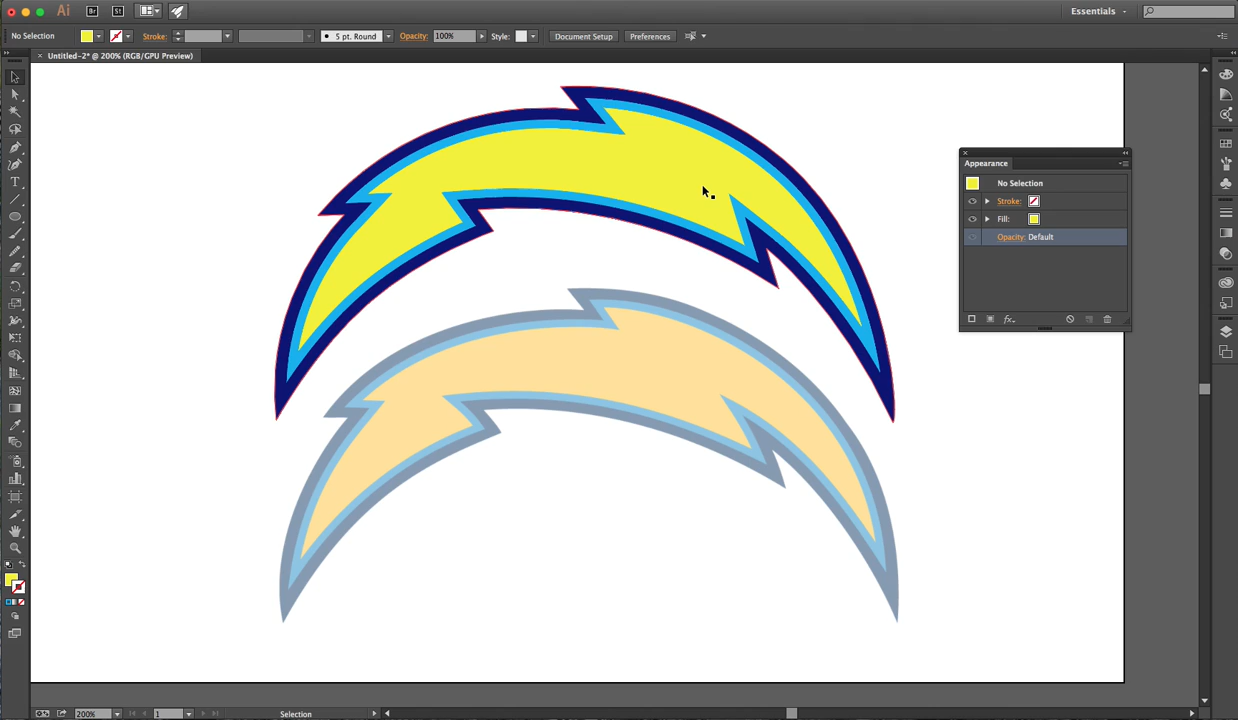 Ai Br St Essentials
No Selection Stroke: 5 pt. Round Opacity: 100% Style: Document Setup Preferences
× Untitled-2* @ 200% (RGB/GPU Preview)
Appearance
No Selection
Stroke:
Fill:
Opacity: Default
fx.
200% 1 Selection